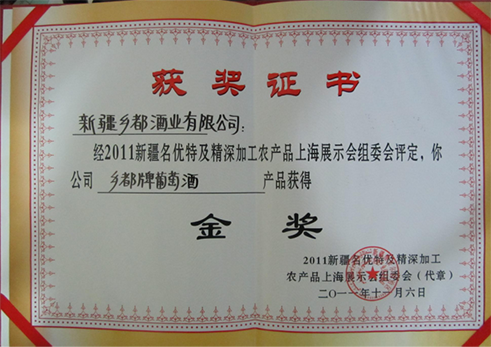 获奖证书
新疆乡都酒业有限公司：
经2011新疆名优特及精深加工农产品上海展示会组委会评定，你
公司 乡都牌葡萄酒 产品获得
金奖
2011新疆名优特及精深加工
农产品上海展示会组委会（代章）
二〇一一年十一月六日